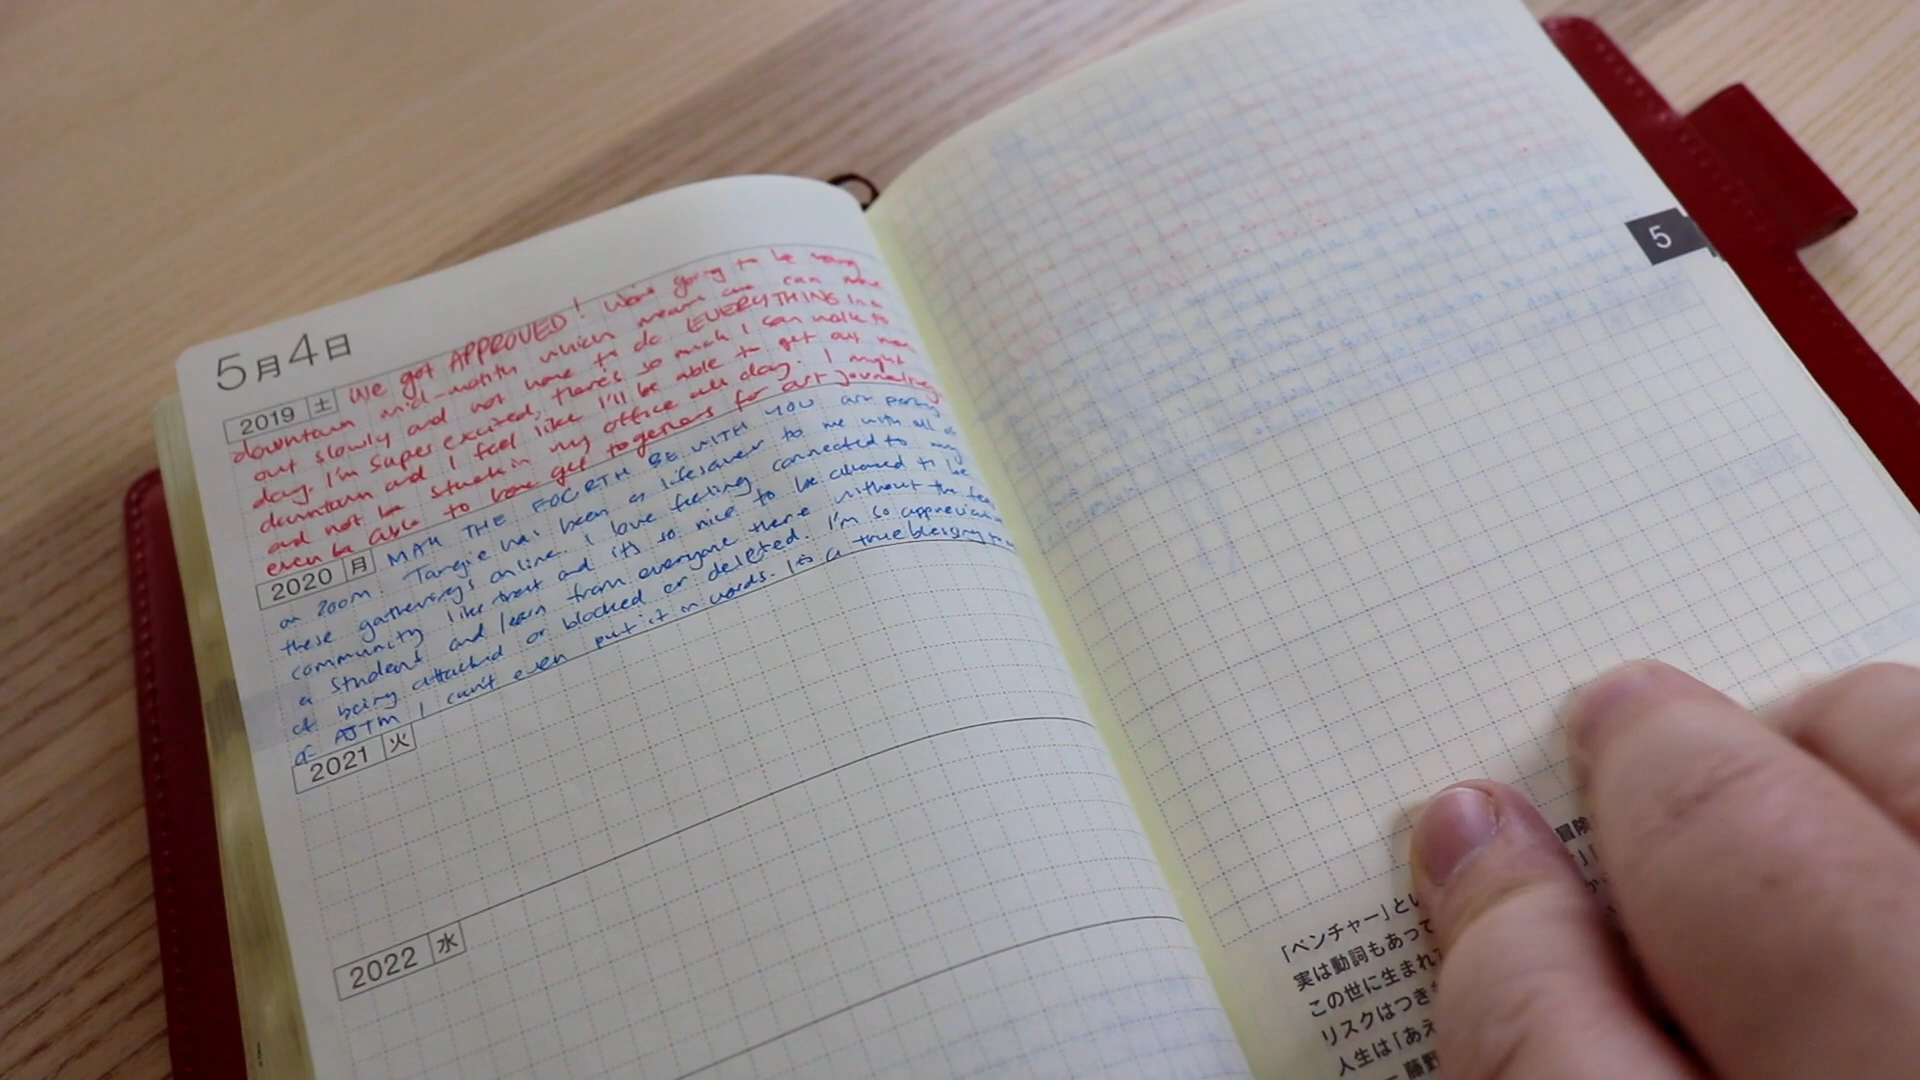 5月4日
2019 土 We got APPROVED! We're going to be
downtown mid-month which means we can move
out slowly and not have to do EVERYTHING in a
day. I'm super excited, there's so much I can walk to
downtown and I feel like I'll be able to get out more
and not be stuck in my office all day. I might
even be able to have get togethers for art journaling
2020 月 MAY THE FOURTH BE WITH YOU art party
on zoom. Tangie has been a lifesaver to me with all of
these gatherings online. I love feeling connected to my
community like that and it's so nice to be allowed to be
a student and learn from everyone there without the fear
of being attacked or blocked or deleted. I'm so appreciative
of AJTM I can't even put it in words. It's a true blessing
2021 火
2022 水
5
冒険
「ベンチャー」とい
実は動詞もあって
この世に生まれ
リスクはつき
人生は「あえ
― 藤野